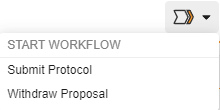 START WORKFLOW
Submit Protocol
Withdraw Proposal